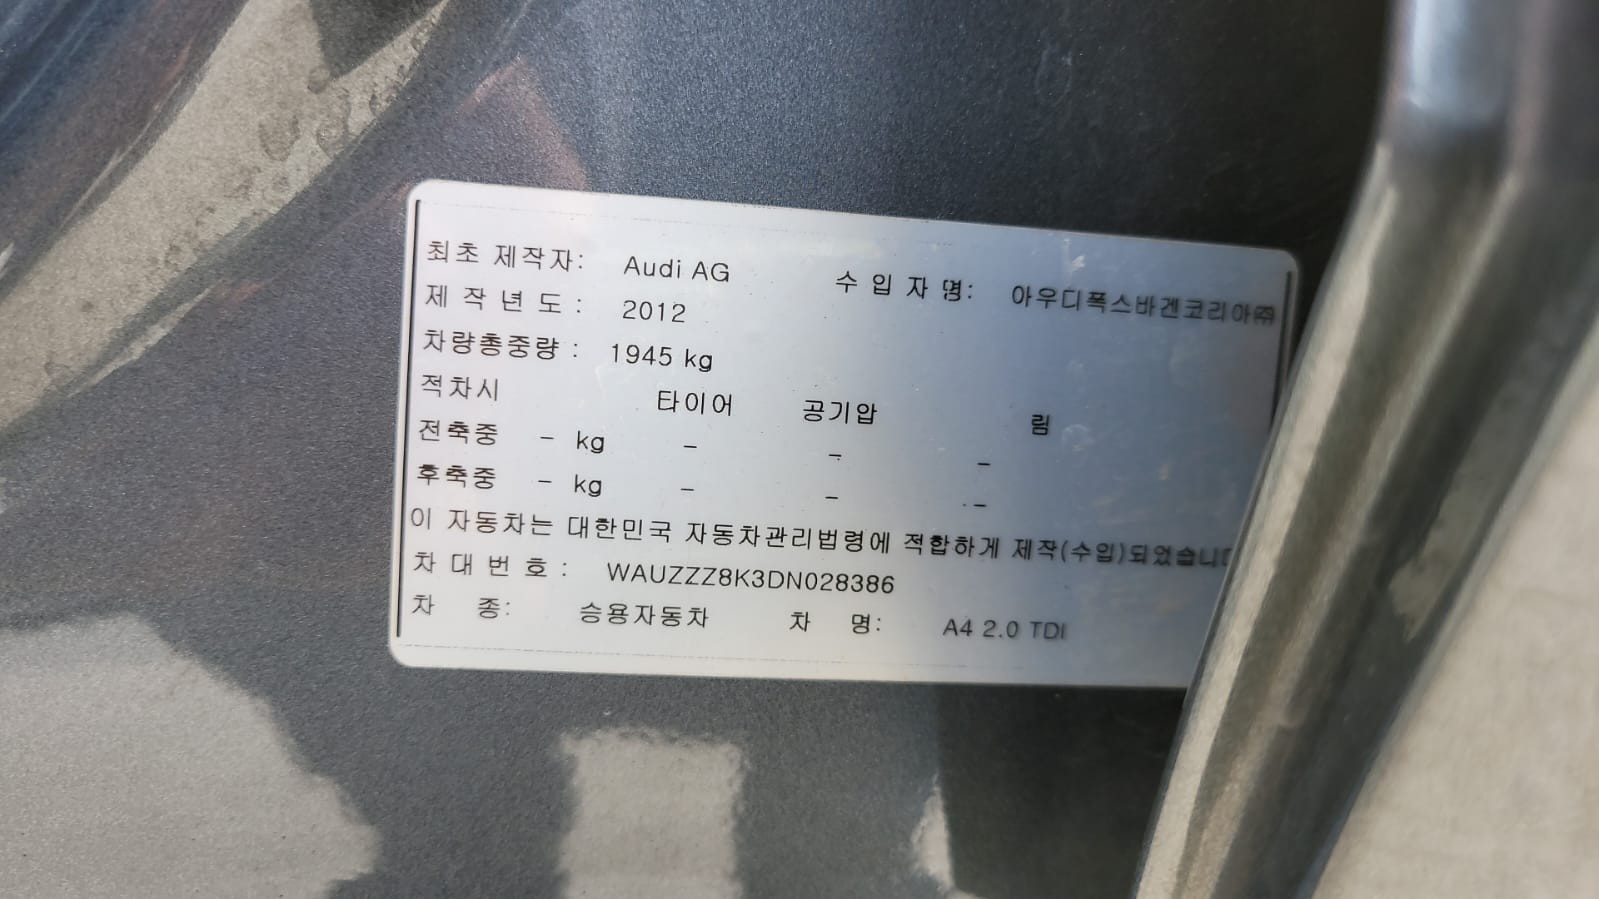 최초 제작자: Audi AG 수 입 자 명: 아우디폭스바겐코리아㈜
제 작 년 도 : 2012
차량총중량 : 1945 kg
적차시 타이어 공기압 림
전축중 - kg - - -
후축중 - kg - - -
이 자동차는 대한민국 자동차관리법령에 적합하게 제작(수입)되었습니
차 대 번 호 : WAUZZZ8K3DN028386
차 종: 승용자동차 차 명: A4 2.0 TDI